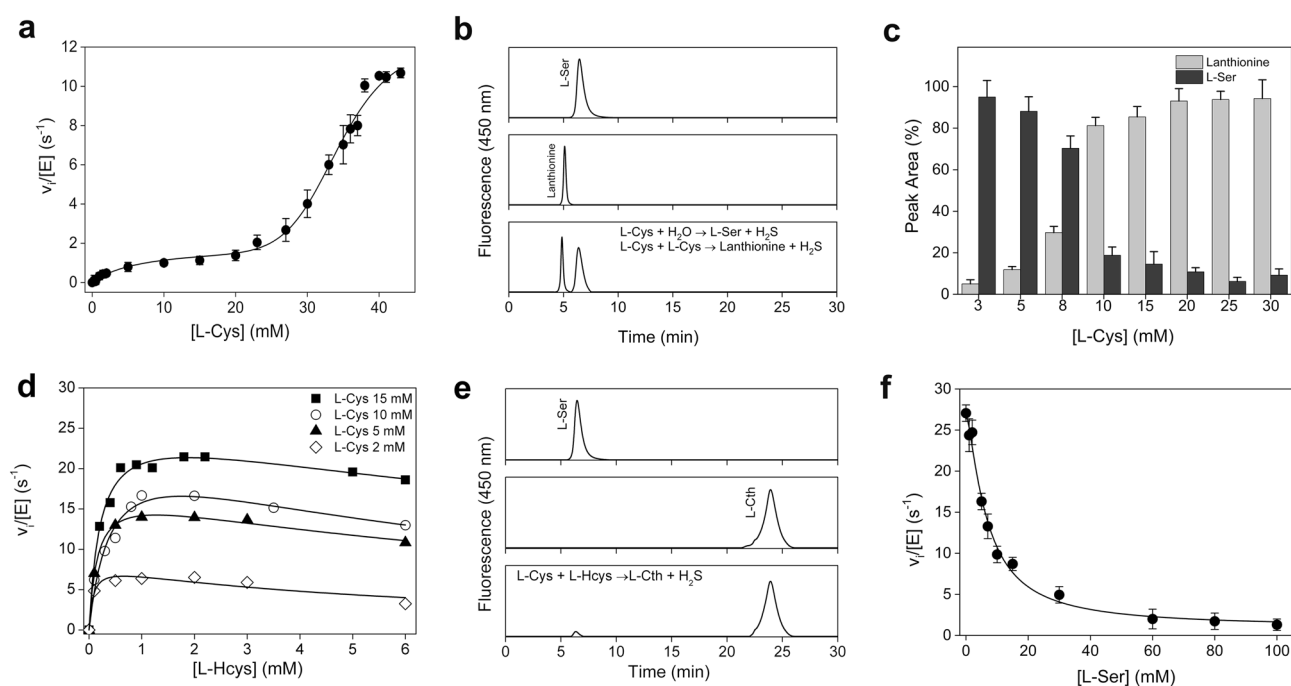 a
12
10
8
6
4
2
0
vᵢ/[E] (s⁻¹)
0 10 20 30 40
[L-Cys] (mM)
b
Fluorescence (450 nm)
L-Ser
Lanthionine
L-Cys + H₂O → L-Ser + H₂S
L-Cys + L-Cys → Lanthionine + H₂S
0 5 10 15 20 25 30
Time (min)
c
Lanthionine
L-Ser
100
80
60
40
20
0
Peak Area (%)
3 5 8 10 15 20 25 30
[L-Cys] (mM)
d
30
25
20
15
10
5
0
vᵢ/[E] (s⁻¹)
L-Cys 15 mM
L-Cys 10 mM
L-Cys 5 mM
L-Cys 2 mM
0 1 2 3 4 5 6
[L-Hcys] (mM)
e
Fluorescence (450 nm)
L-Ser
L-Cth
L-Cys + L-Hcys →L-Cth + H₂S
0 5 10 15 20 25 30
Time (min)
f
30
25
20
15
10
5
0
vᵢ/[E] (s⁻¹)
0 20 40 60 80 100
[L-Ser] (mM)